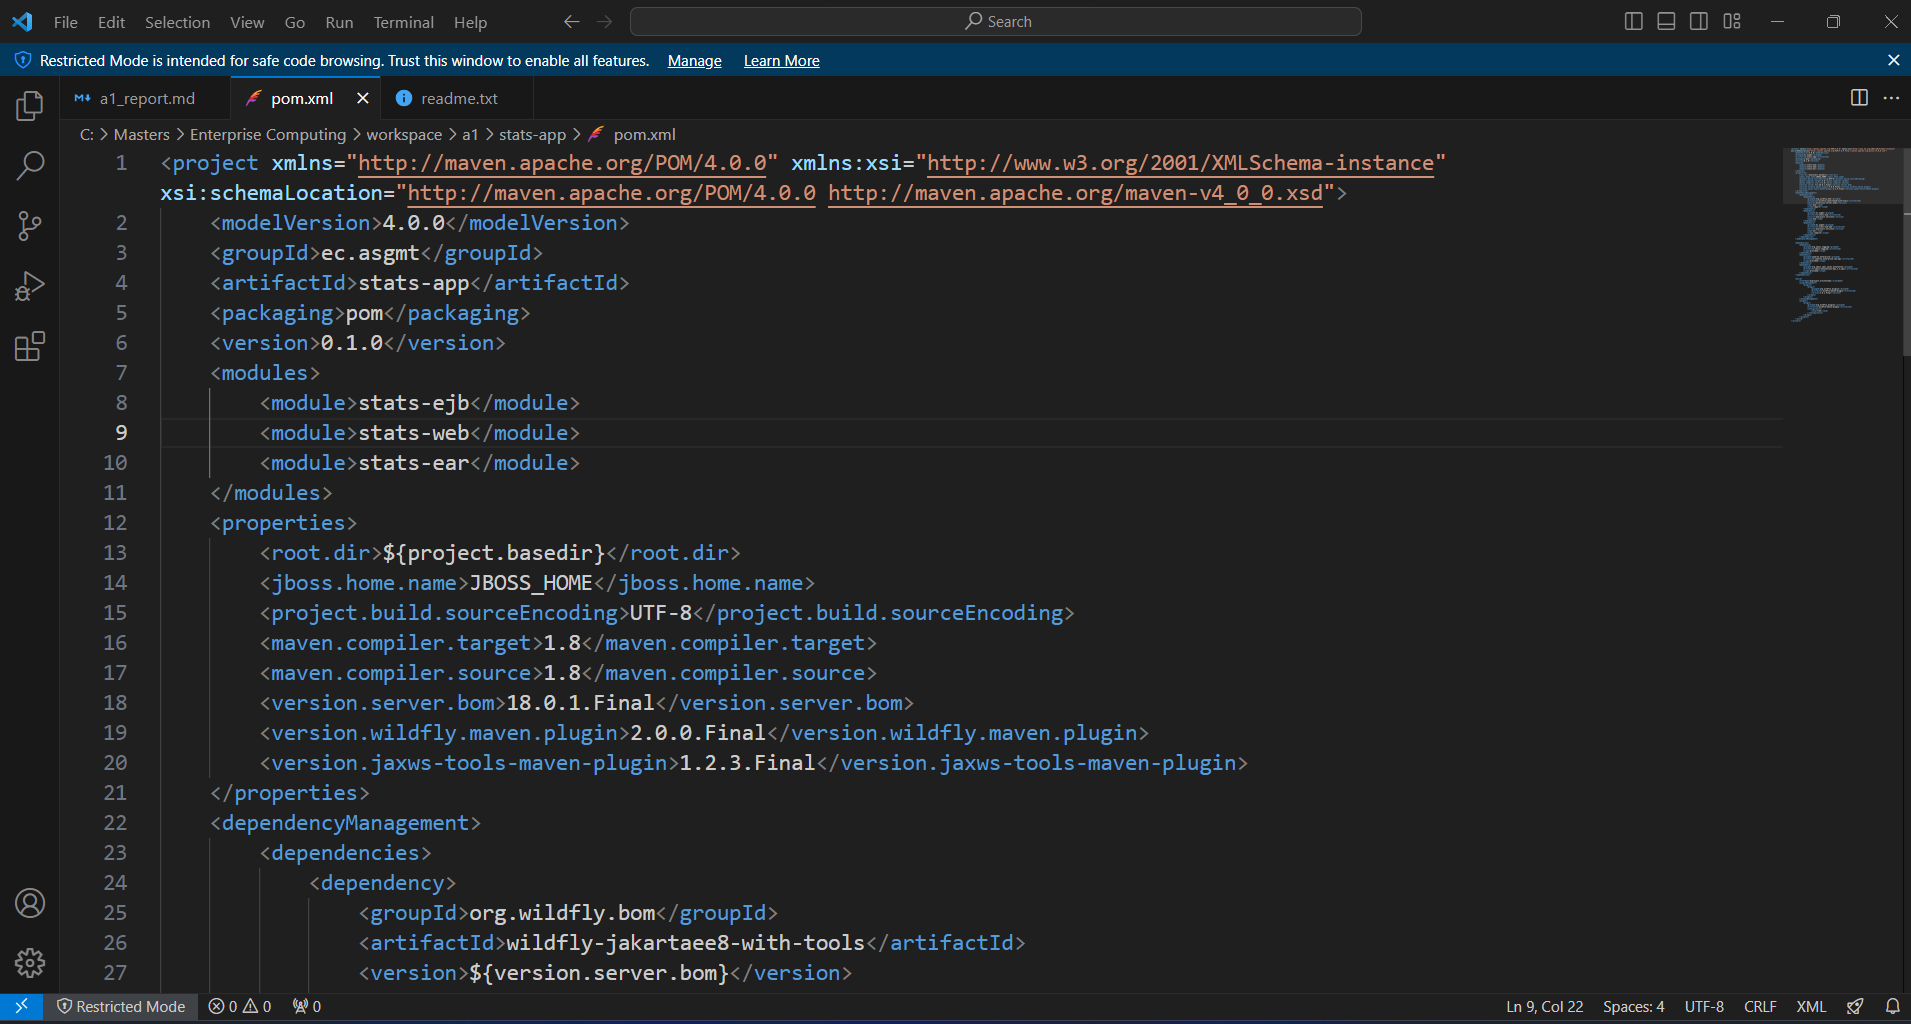 File Edit Selection View Go Run Terminal Help Search
Restricted Mode is intended for safe code browsing. Trust this window to enable all features. Manage Learn More
a1_report.md pom.xml readme.txt
C: > Masters > Enterprise Computing > workspace > a1 > stats-app > pom.xml
1 <project xmlns="http://maven.apache.org/POM/4.0.0" xmlns:xsi="http://www.w3.org/2001/XMLSchema-instance"
xsi:schemaLocation="http://maven.apache.org/POM/4.0.0 http://maven.apache.org/maven-v4_0_0.xsd">
2 <modelVersion>4.0.0</modelVersion>
3 <groupId>ec.asgmt</groupId>
4 <artifactId>stats-app</artifactId>
5 <packaging>pom</packaging>
6 <version>0.1.0</version>
7 <modules>
8 <module>stats-ejb</module>
9 <module>stats-web</module>
10 <module>stats-ear</module>
11 </modules>
12 <properties>
13 <root.dir>${project.basedir}</root.dir>
14 <jboss.home.name>JBOSS_HOME</jboss.home.name>
15 <project.build.sourceEncoding>UTF-8</project.build.sourceEncoding>
16 <maven.compiler.target>1.8</maven.compiler.target>
17 <maven.compiler.source>1.8</maven.compiler.source>
18 <version.server.bom>18.0.1.Final</version.server.bom>
19 <version.wildfly.maven.plugin>2.0.0.Final</version.wildfly.maven.plugin>
20 <version.jaxws-tools-maven-plugin>1.2.3.Final</version.jaxws-tools-maven-plugin>
21 </properties>
22 <dependencyManagement>
23 <dependencies>
24 <dependency>
25 <groupId>org.wildfly.bom</groupId>
26 <artifactId>wildfly-jakartaee8-with-tools</artifactId>
27 <version>${version.server.bom}</version>
Restricted Mode 0 0 0 Ln 9, Col 22 Spaces: 4 UTF-8 CRLF XML